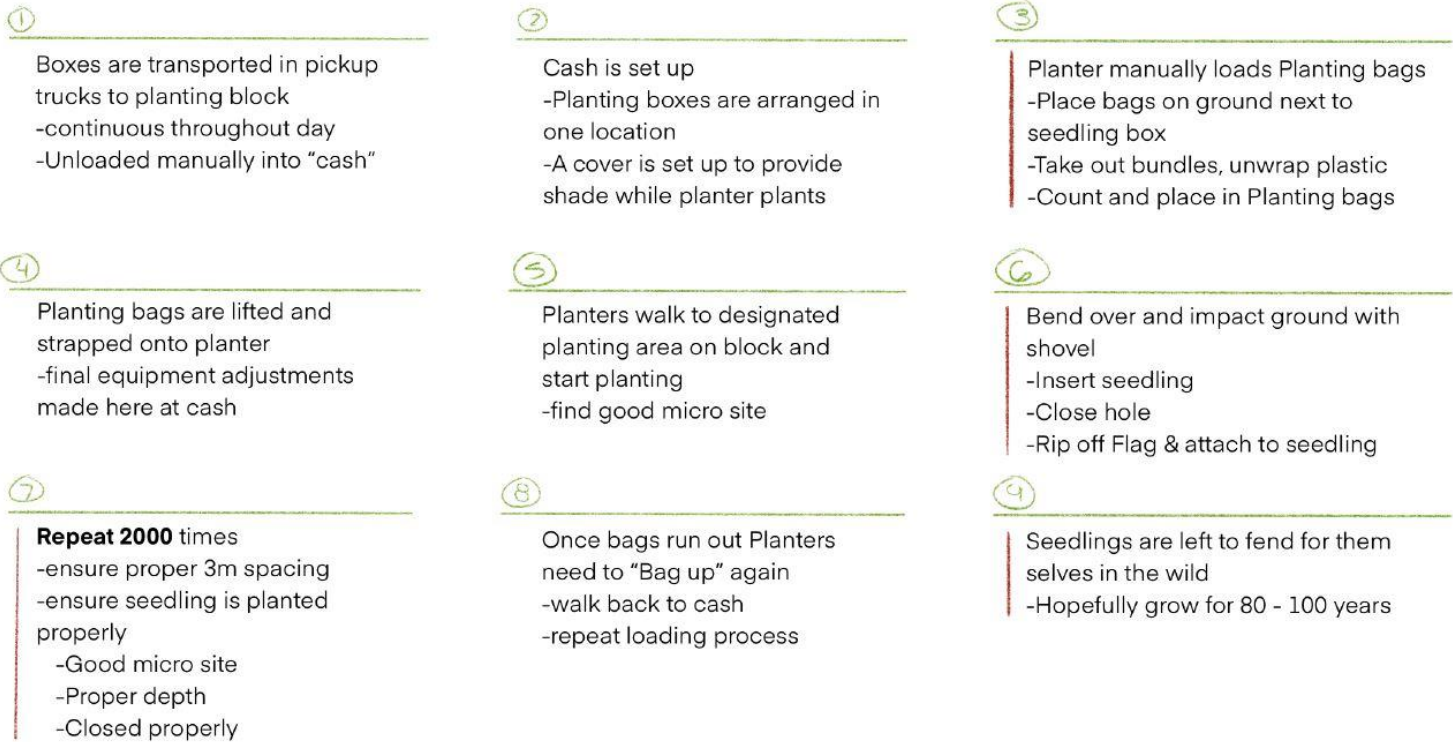 1
Boxes are transported in pickup
trucks to planting block
-continuous throughout day
-Unloaded manually into “cash”
2
Cash is set up
-Planting boxes are arranged in
one location
-A cover is set up to provide
shade while planter plants
3
Planter manually loads Planting bags
-Place bags on ground next to
seedling box
-Take out bundles, unwrap plastic
-Count and place in Planting bags
4
Planting bags are lifted and
strapped onto planter
-final equipment adjustments
made here at cash
5
Planters walk to designated
planting area on block and
start planting
-find good micro site
6
Bend over and impact ground with
shovel
-Insert seedling
-Close hole
-Rip off Flag & attach to seedling
7
Repeat 2000 times
-ensure proper 3m spacing
-ensure seedling is planted
properly
-Good micro site
-Proper depth
-Closed properly
8
Once bags run out Planters
need to “Bag up” again
-walk back to cash
-repeat loading process
9
Seedlings are left to fend for them
selves in the wild
-Hopefully grow for 80 - 100 years